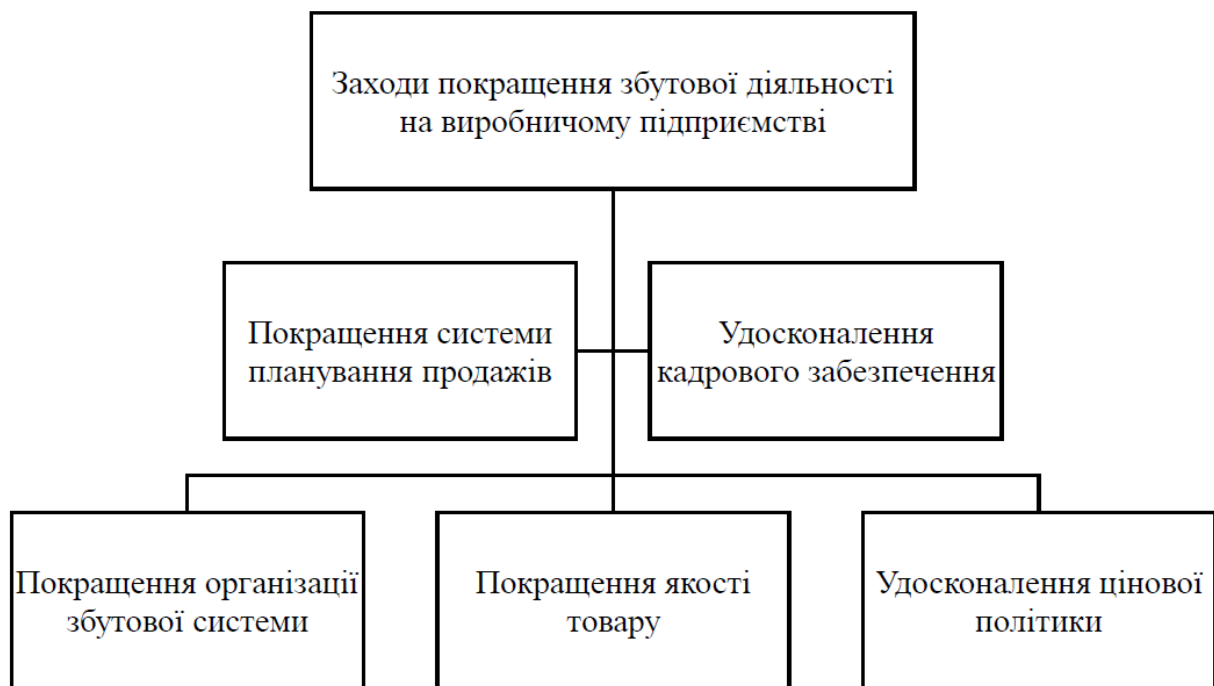 Заходи покращення збутової діяльності
на виробничому підприємстві
Покращення системи
планування продажів
Удосконалення
кадрового забезпечення
Покращення організації
збутової системи
Покращення якості
товару
Удосконалення цінової
політики